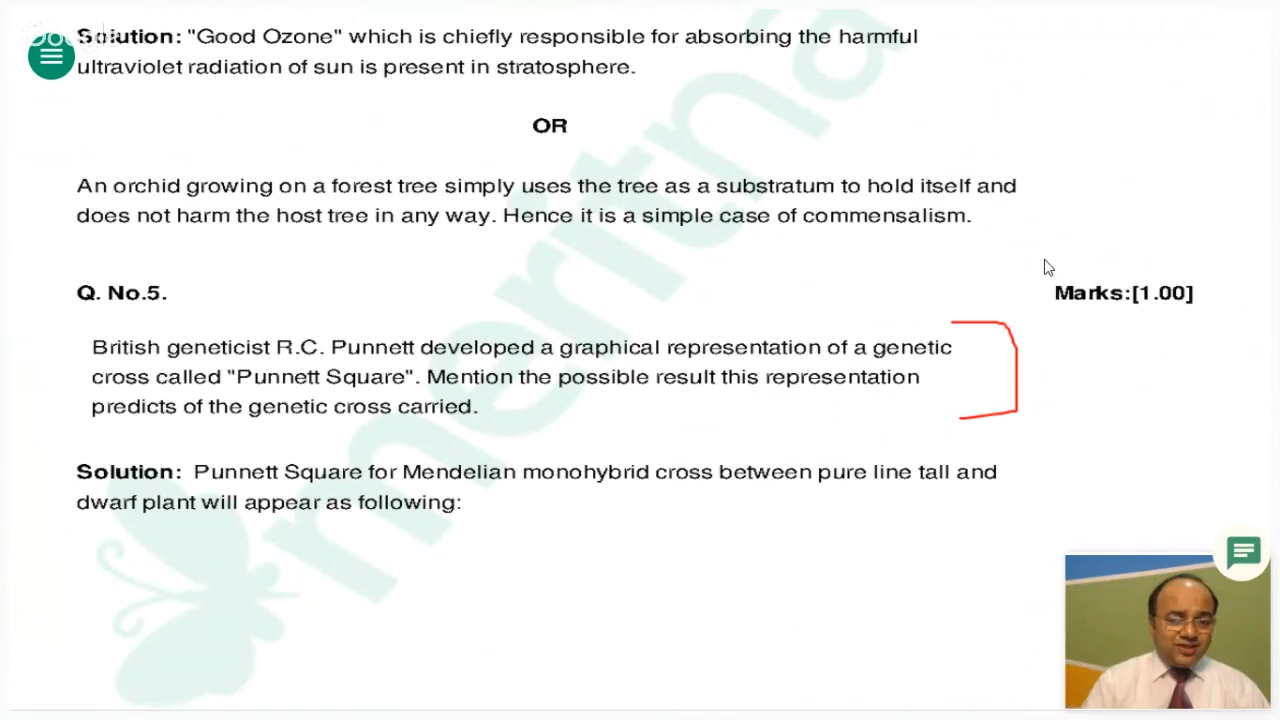 Google
Solution: "Good Ozone" which is chiefly responsible for absorbing the harmful
ultraviolet radiation of sun is present in stratosphere.
OR
An orchid growing on a forest tree simply uses the tree as a substratum to hold itself and
does not harm the host tree in any way. Hence it is a simple case of commensalism.
Q. No.5.
Marks:[1.00]
British geneticist R.C. Punnett developed a graphical representation of a genetic
cross called "Punnett Square". Mention the possible result this representation
predicts of the genetic cross carried.
Solution: Punnett Square for Mendelian monohybrid cross between pure line tall and
dwarf plant will appear as following:
meritna